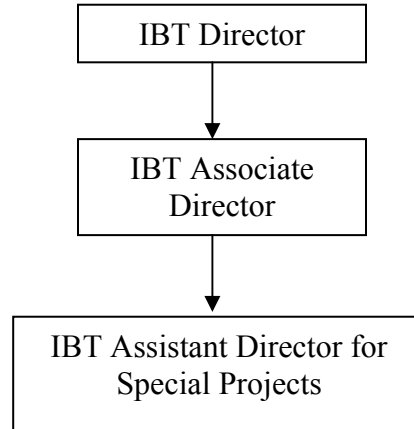 IBT Director
IBT Associate
Director
IBT Assistant Director for
Special Projects